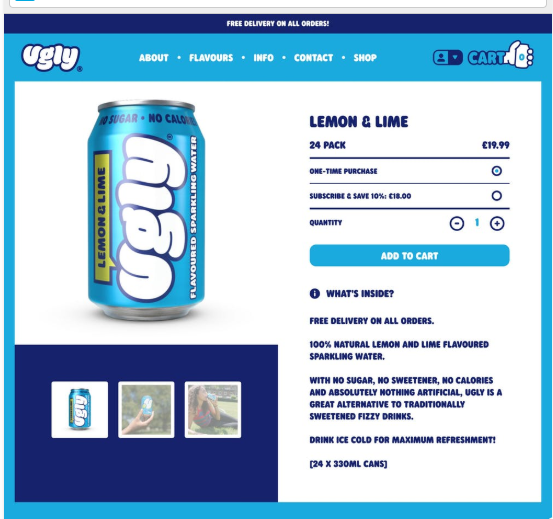 FREE DELIVERY ON ALL ORDERS!
Ugly
ABOUT • FLAVOURS • INFO • CONTACT • SHOP
CART
0
NO SUGAR • NO CALO
LEMON & LIME
Ugly
FLAVOURED SPARKLING WATER
Ugly
LEMON & LIME
24 PACK £19.99
ONE-TIME PURCHASE
SUBSCRIBE & SAVE 10%: £18.00
QUANTITY - 1 +
ADD TO CART
WHAT'S INSIDE?
FREE DELIVERY ON ALL ORDERS.
100% NATURAL LEMON AND LIME FLAVOURED
SPARKLING WATER.
WITH NO SUGAR, NO SWEETENER, NO CALORIES
AND ABSOLUTELY NOTHING ARTIFICIAL, UGLY IS A
GREAT ALTERNATIVE TO TRADITIONALLY
SWEETENED FIZZY DRINKS.
DRINK ICE COLD FOR MAXIMUM REFRESHMENT!
[24 X 330ML CANS]